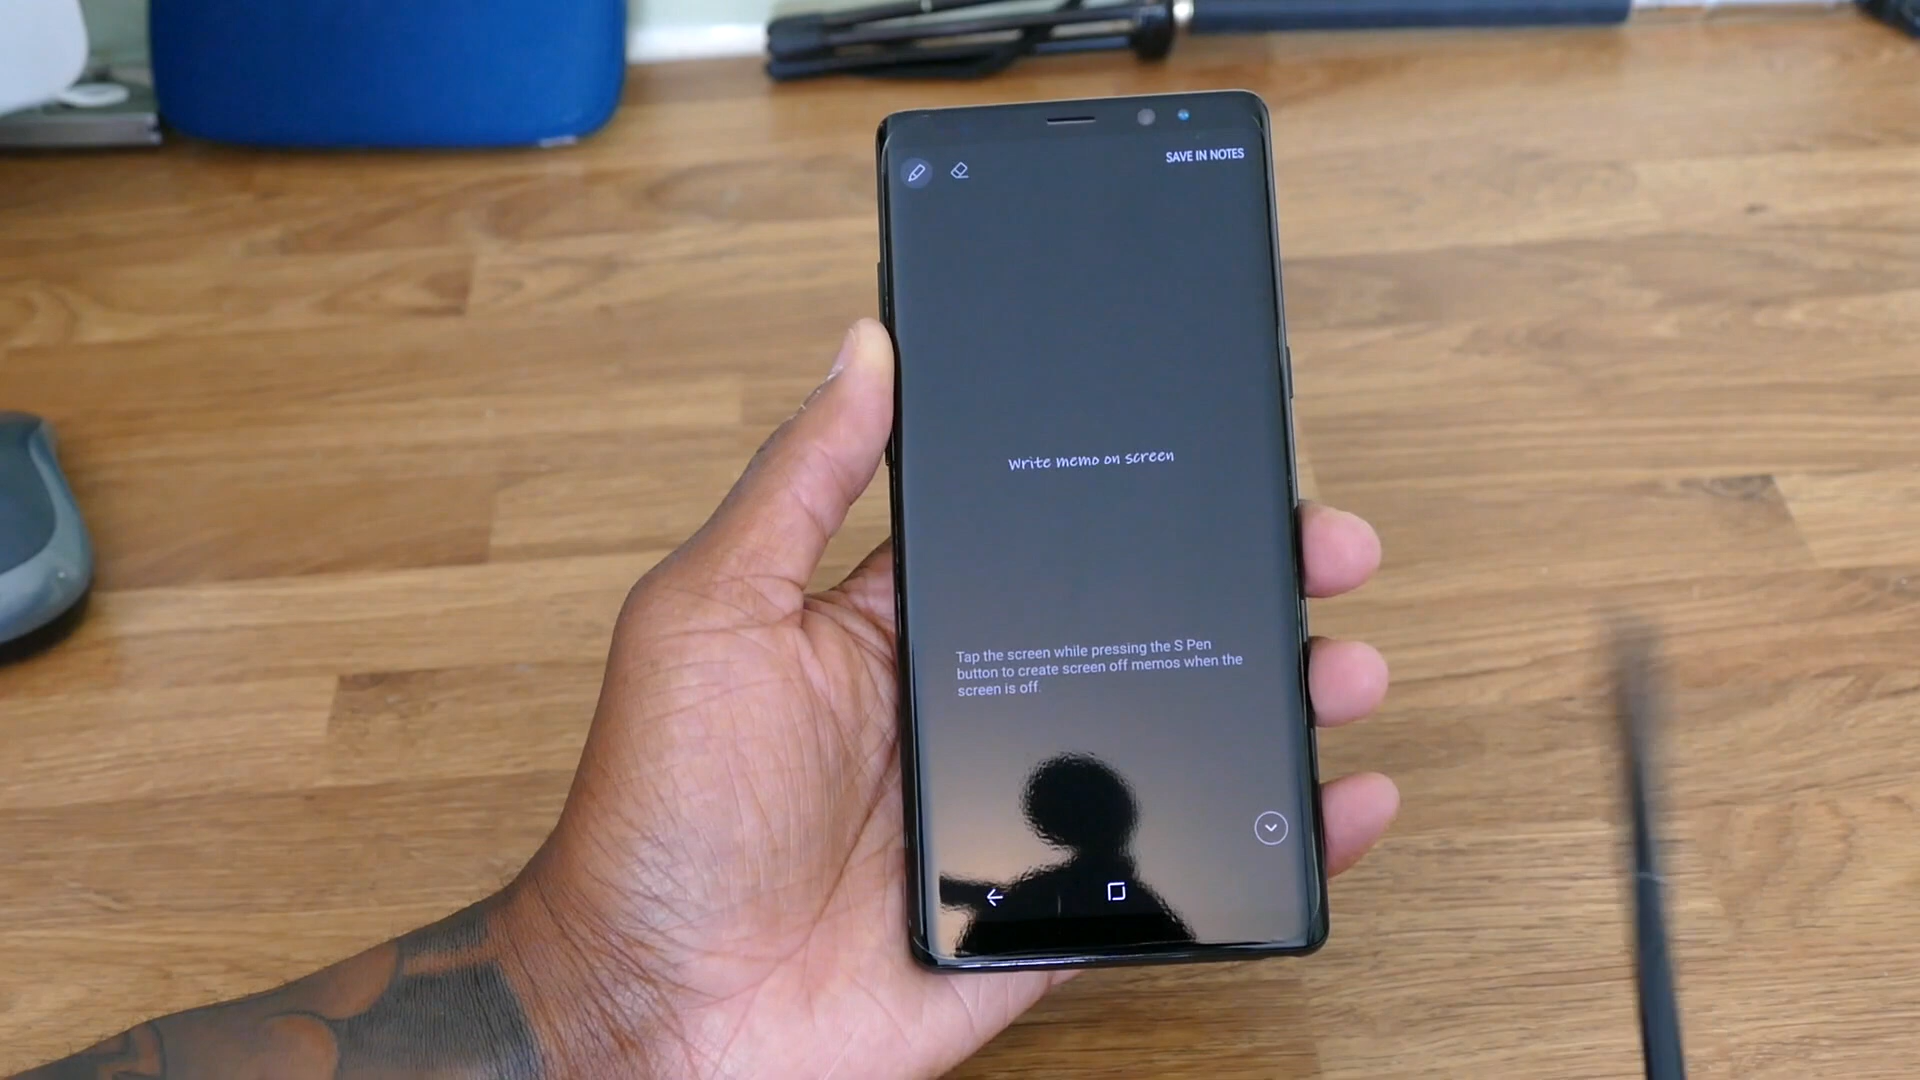 SAVE IN NOTES
Write memo on screen
Tap the screen while pressing the S Pen
button to create screen off memos when the
screen is off.